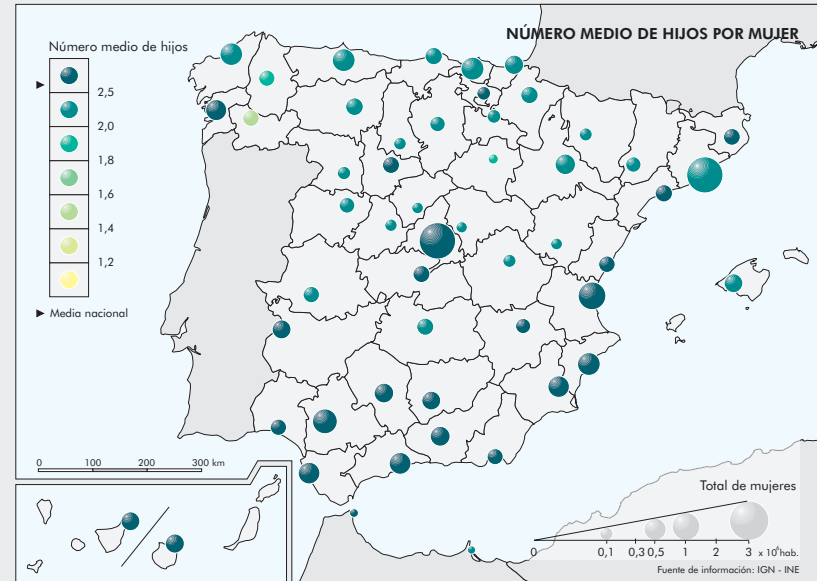 NÚMERO MEDIO DE HIJOS POR MUJER
Número medio de hijos
2,5
2,0
1,8
1,6
1,4
1,2
Media nacional
0 100 200 300 km
Total de mujeres
0 0,1 0,3 0,5 1 2 3 x 10⁶ hab.
Fuente de información: IGN - INE